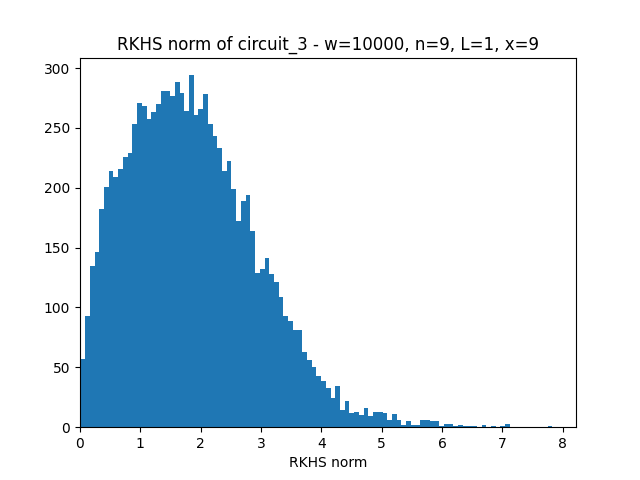 RKHS norm of circuit_3 - w=10000, n=9, L=1, x=9
300
250
200
150
100
50
0
0 1 2 3 4 5 6 7 8
RKHS norm